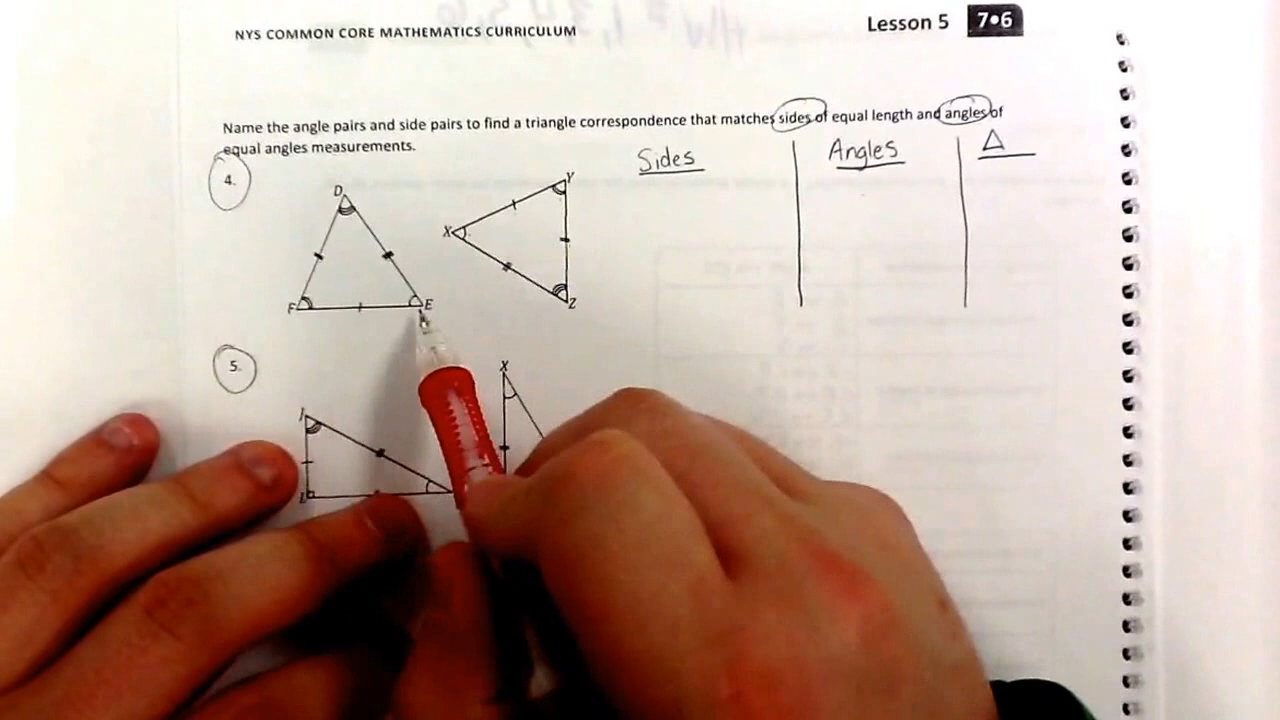 NYS COMMON CORE MATHEMATICS CURRICULUM
Lesson 5
7•6
Name the angle pairs and side pairs to find a triangle correspondence that matches sides of equal length and angles of
equal angles measurements.
Sides
Angles
Δ
4.
D
F
E
X
Y
Z
5.
X